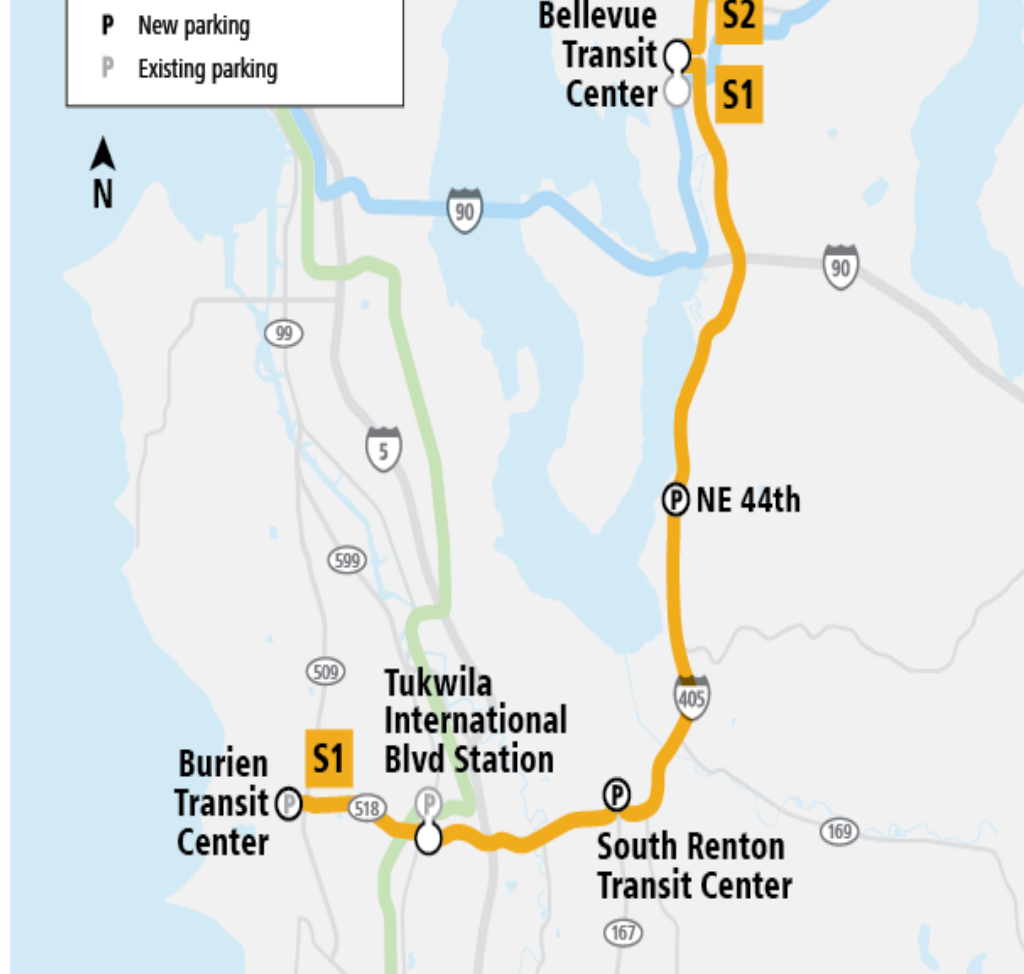 P New parking
P Existing parking
N
Bellevue
Transit
Center
S2
S1
90
90
99
5
P NE 44th
599
509
405
Tukwila
International
Blvd Station
S1
Burien
Transit
Center
P
518
P
P
South Renton
Transit Center
169
167